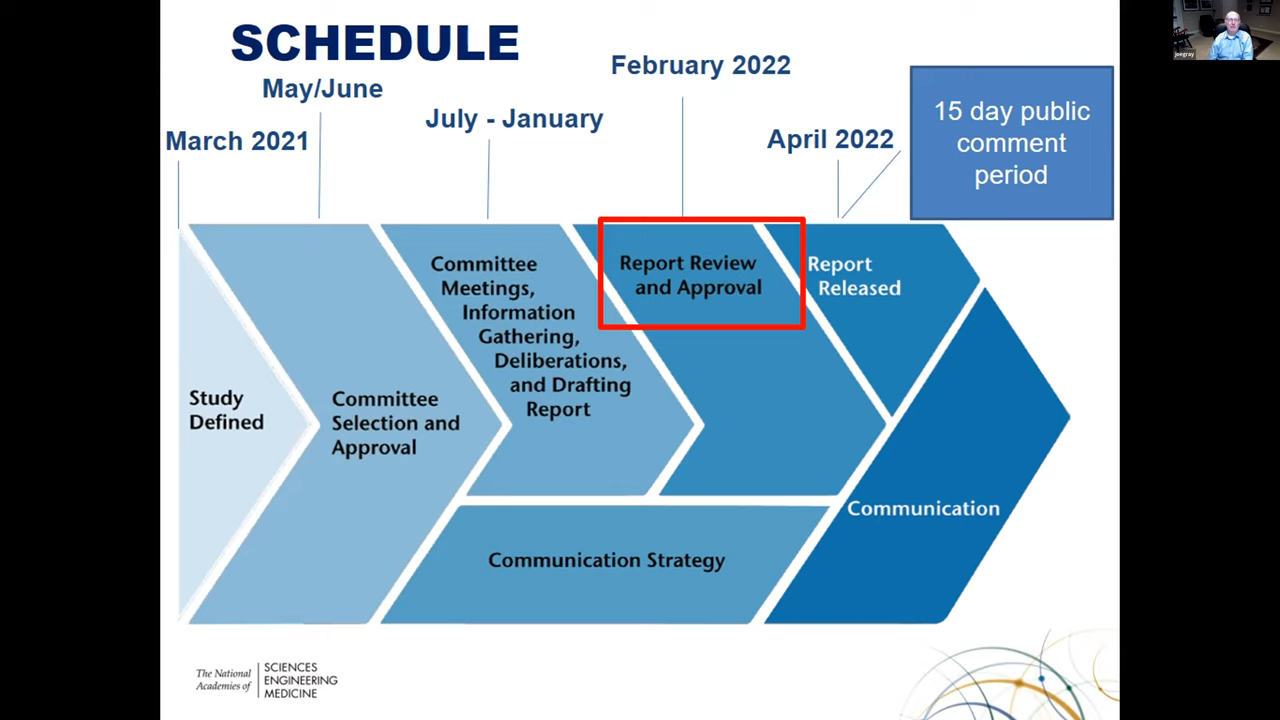 SCHEDULE
March 2021
May/June
July - January
February 2022
April 2022
15 day public
comment
period
joegray
Study
Defined
Committee
Selection and
Approval
Committee
Meetings,
Information
Gathering,
Deliberations,
and Drafting
Report
Report Review
and Approval
Report
Released
Communication Strategy
Communication
The National
Academies of
SCIENCES
ENGINEERING
MEDICINE